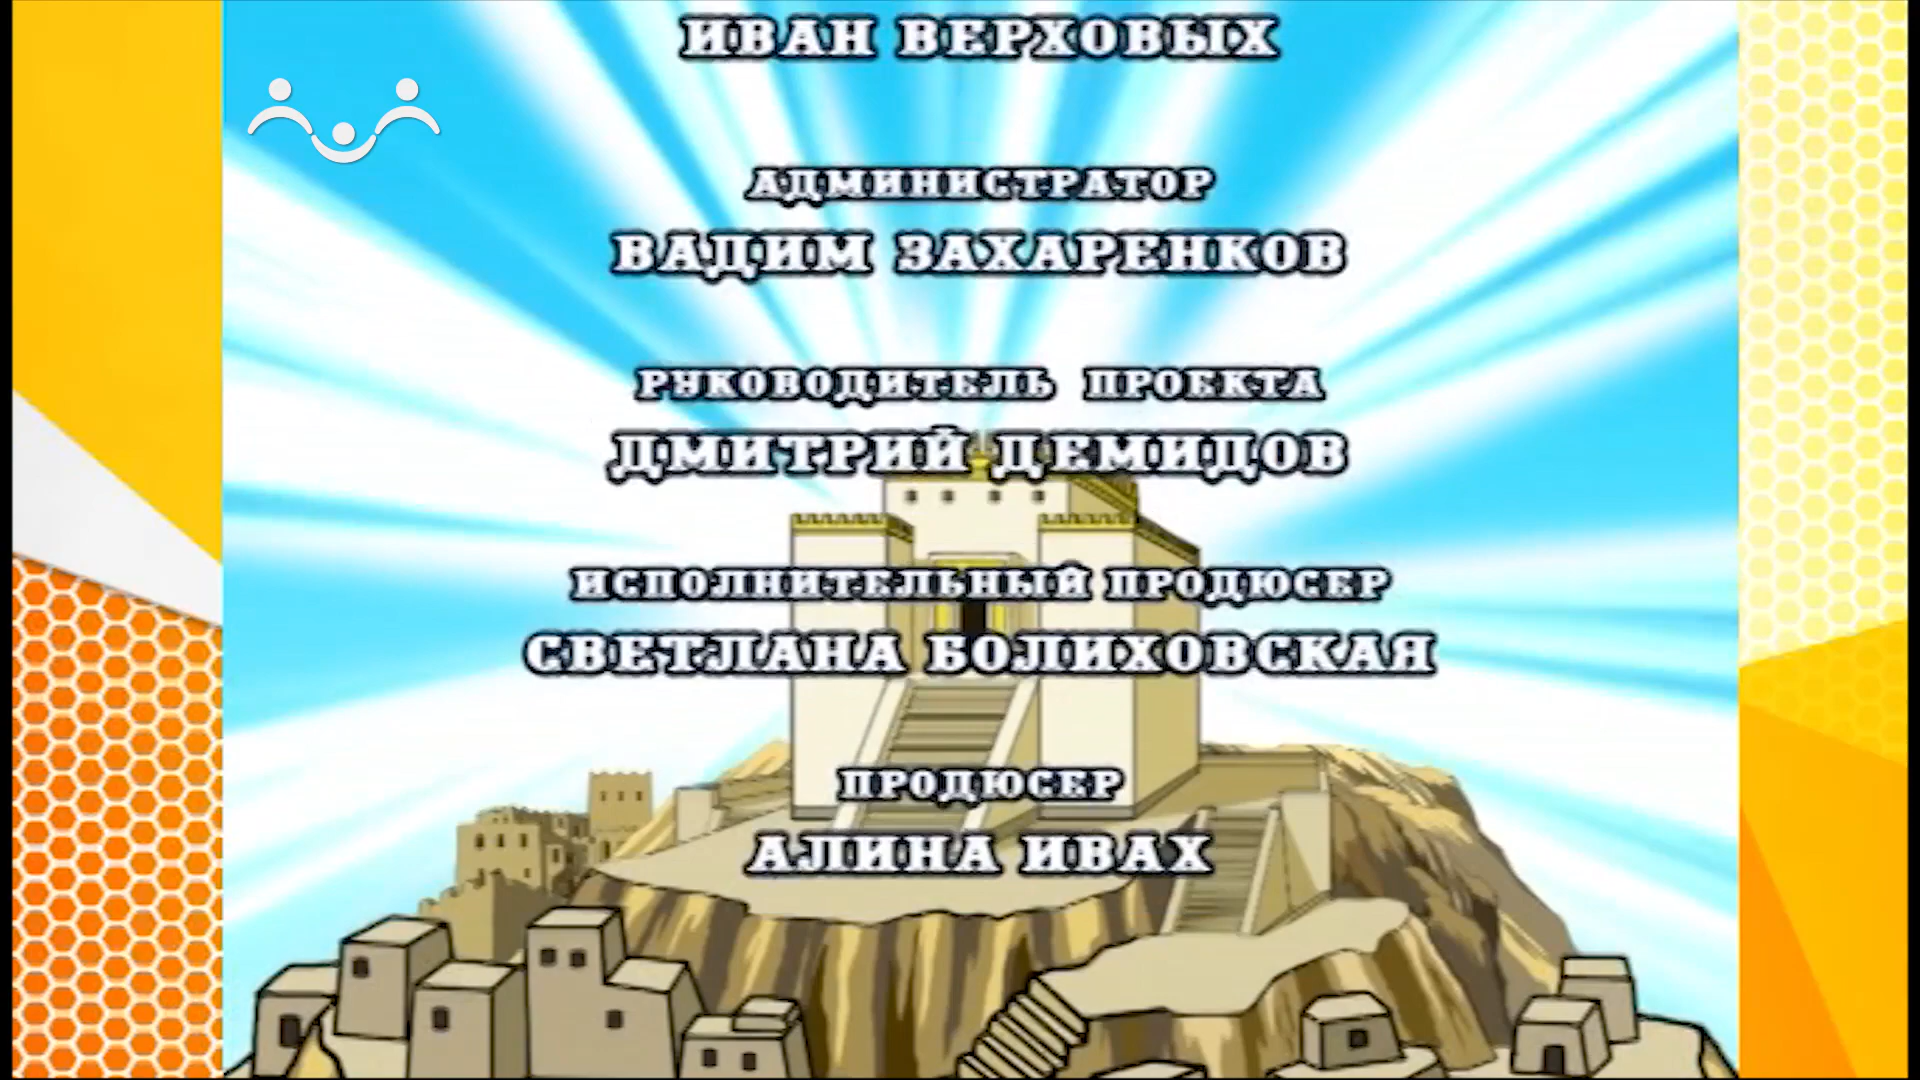 ИВАН ВЕРХОВЫХ
АДМИНИСТРАТОР
ВАДИМ ЗАХАРЕНКОВ
РУКОВОДИТЕЛЬ ПРОЕКТА
ДМИТРИЙ ДЕМИДОВ
ИСПОЛНИТЕЛЬНЫЙ ПРОДЮСЕР
СВЕТЛАНА БОЛИХОВСКАЯ
ПРОДЮСЕР
АЛИНА ИВАХ